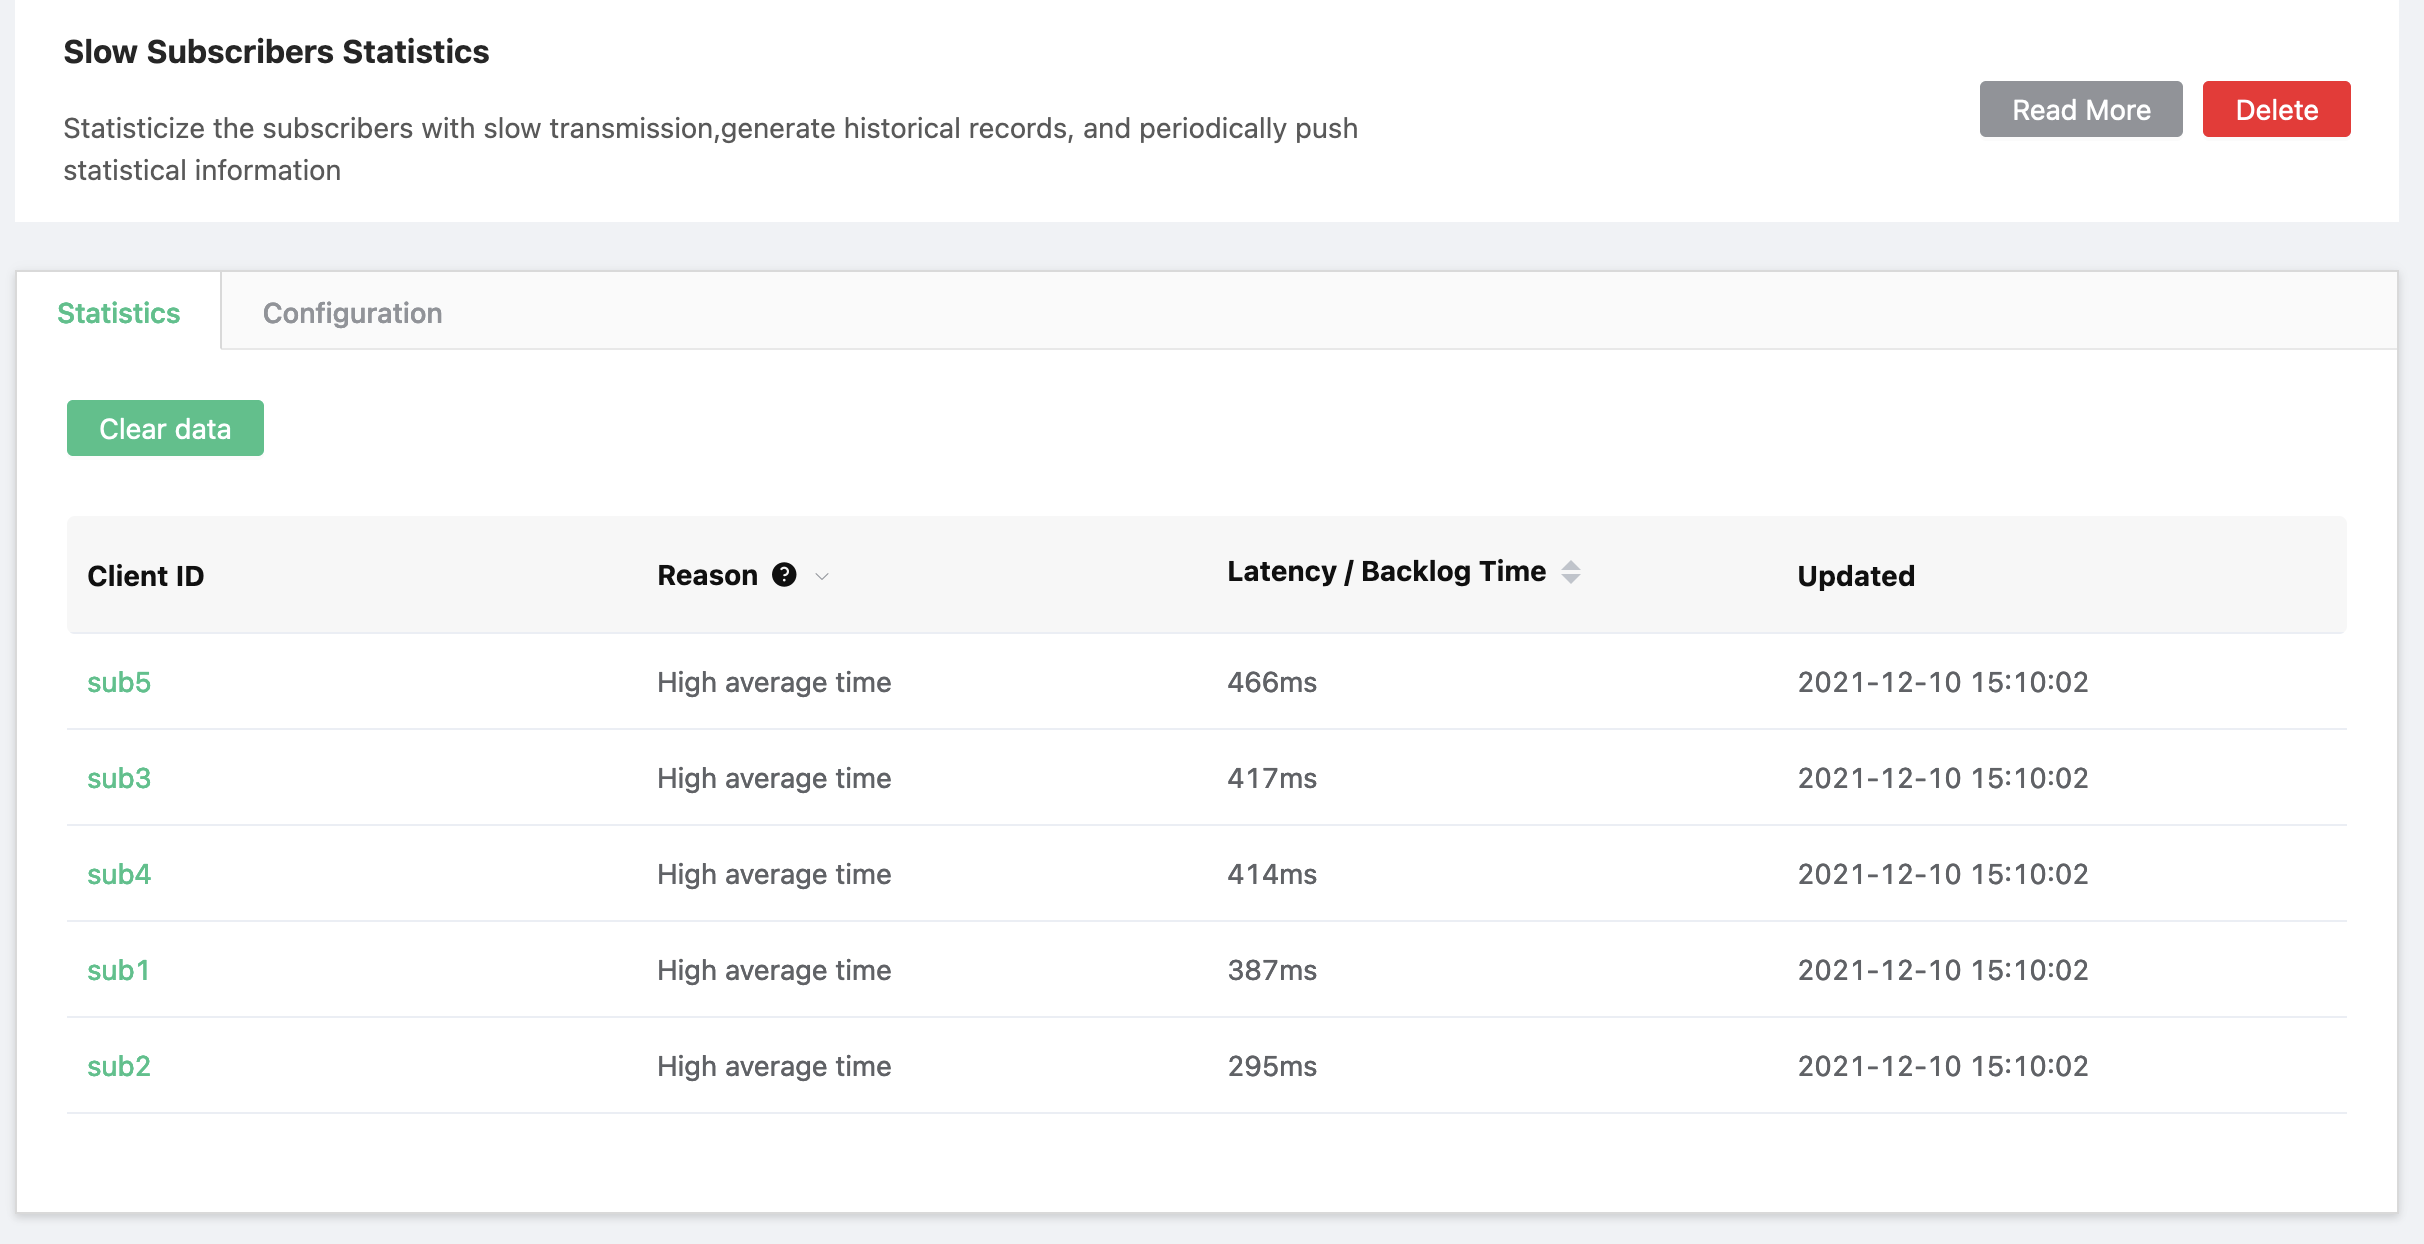 Slow Subscribers Statistics
Statisticize the subscribers with slow transmission,generate historical records, and periodically push
statistical information
Read More
Delete
Statistics
Configuration
Clear data
Client ID
Reason ?
Latency / Backlog Time
Updated
sub5
High average time
466ms
2021-12-10 15:10:02
sub3
High average time
417ms
2021-12-10 15:10:02
sub4
High average time
414ms
2021-12-10 15:10:02
sub1
High average time
387ms
2021-12-10 15:10:02
sub2
High average time
295ms
2021-12-10 15:10:02